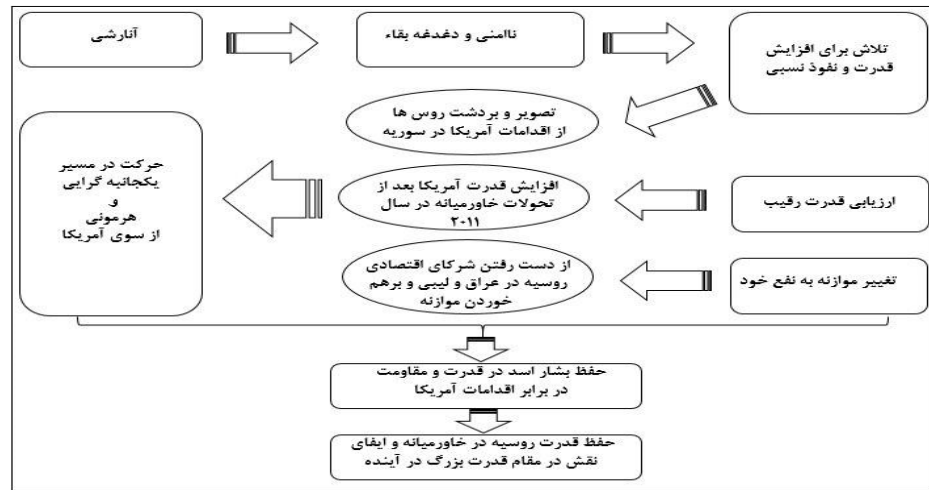 آنارشی
ناامنی و دغدغه بقاء
تلاش برای افزایش
قدرت و نفوذ نسبی
تصویر و بردشت روس ها
از اقدامات آمریکا در سوریه
ارزیابی قدرت رقیب
افزایش قدرت آمریکا بعد از
تحولات خاورمیانه در سال
۲۰۱۱
تغییر موازنه به نفع خود
از دست رفتن شرکای اقتصادی
روسیه در عراق و لیبی و برهم
خوردن موازنه
حرکت در مسیر
یکجانبه گرایی
و
هرمونی
از سوی آمریکا
حفظ بشار اسد در قدرت و مقاومت
در برابر اقدامات آمریکا
حفظ قدرت روسیه در خاورمیانه و ایفای
نقش در مقام قدرت بزرگ در آینده